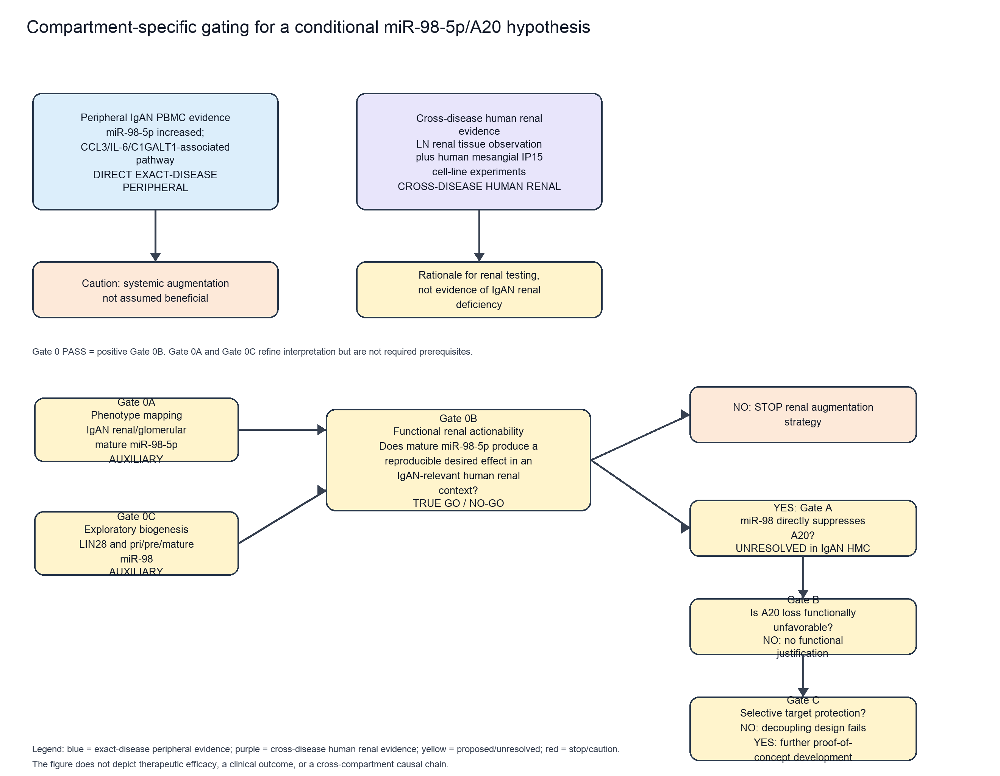 Compartment-specific gating for a conditional miR-98-5p/A20 hypothesis
Peripheral IgAN PBMC evidence
miR-98-5p increased;
CCL3/IL-6/C1GALT1-associated
pathway
DIRECT EXACT-DISEASE
PERIPHERAL
Cross-disease human renal
evidence
LN renal tissue observation
plus human mesangial IP15
cell-line experiments
CROSS-DISEASE HUMAN RENAL
Caution: systemic augmentation
not assumed beneficial
Rationale for renal testing,
not evidence of IgAN renal
deficiency
Gate 0 PASS = positive Gate 0B. Gate 0A and Gate 0C refine interpretation but are not required prerequisites.
Gate 0A
Phenotype mapping
IgAN renal/glomerular
mature miR-98-5p
AUXILIARY
Gate 0C
Exploratory biogenesis
LIN28 and pri/pre/mature
miR-98
AUXILIARY
Gate 0B
Functional renal actionability
Does mature miR-98-5p produce a
reproducible desired effect in an
IgAN-relevant human renal
context?
TRUE GO / NO-GO
NO: STOP renal augmentation
strategy
YES: Gate A
miR-98 directly suppresses
A20?
UNRESOLVED in IgAN HMC
Gate B
Is A20 loss functionally
unfavorable?
NO: no functional
justification
Gate C
Selective target protection?
NO: decoupling design fails
YES: further proof-of-
concept development
Legend: blue = exact-disease peripheral evidence; purple = cross-disease human renal evidence; yellow = proposed/unresolved; red = stop/caution.
The figure does not depict therapeutic efficacy, a clinical outcome, or a cross-compartment causal chain.